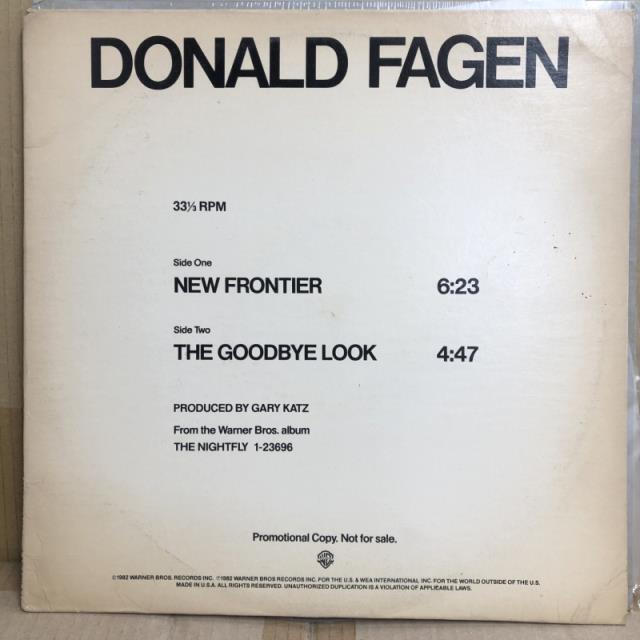 DONALD FAGEN
33⅓ RPM
Side One
NEW FRONTIER 6:23
Side Two
THE GOODBYE LOOK 4:47
PRODUCED BY GARY KATZ
From the Warner Bros. album
THE NIGHTFLY 1-23696
Promotional Copy. Not for sale.
©1982 WARNER BROS. RECORDS INC. ℗1982 WARNER BROS RECORDS INC. FOR THE U.S. & WEA INTERNATIONAL INC. FOR THE WORLD OUTSIDE OF THE U.S.
MADE IN U.S.A. ALL RIGHTS RESERVED. UNAUTHORIZED DUPLICATION IS A VIOLATION OF APPLICABLE LAWS.